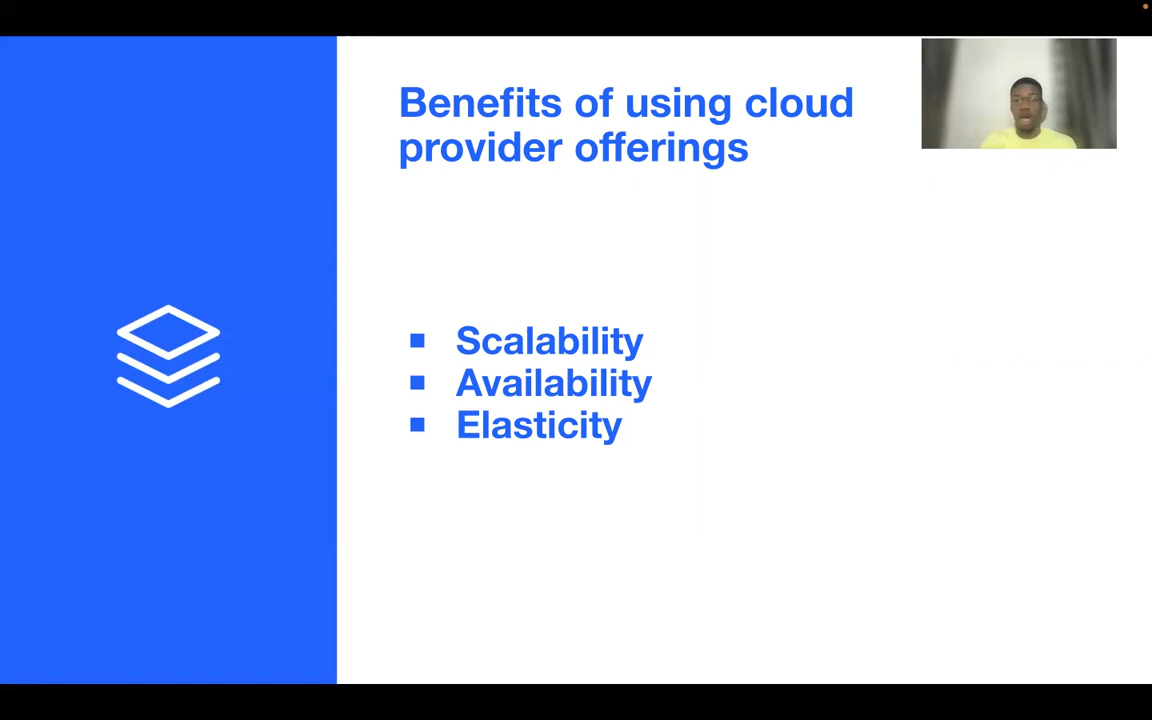 Benefits of using cloud
provider offerings
Scalability
Availability
Elasticity